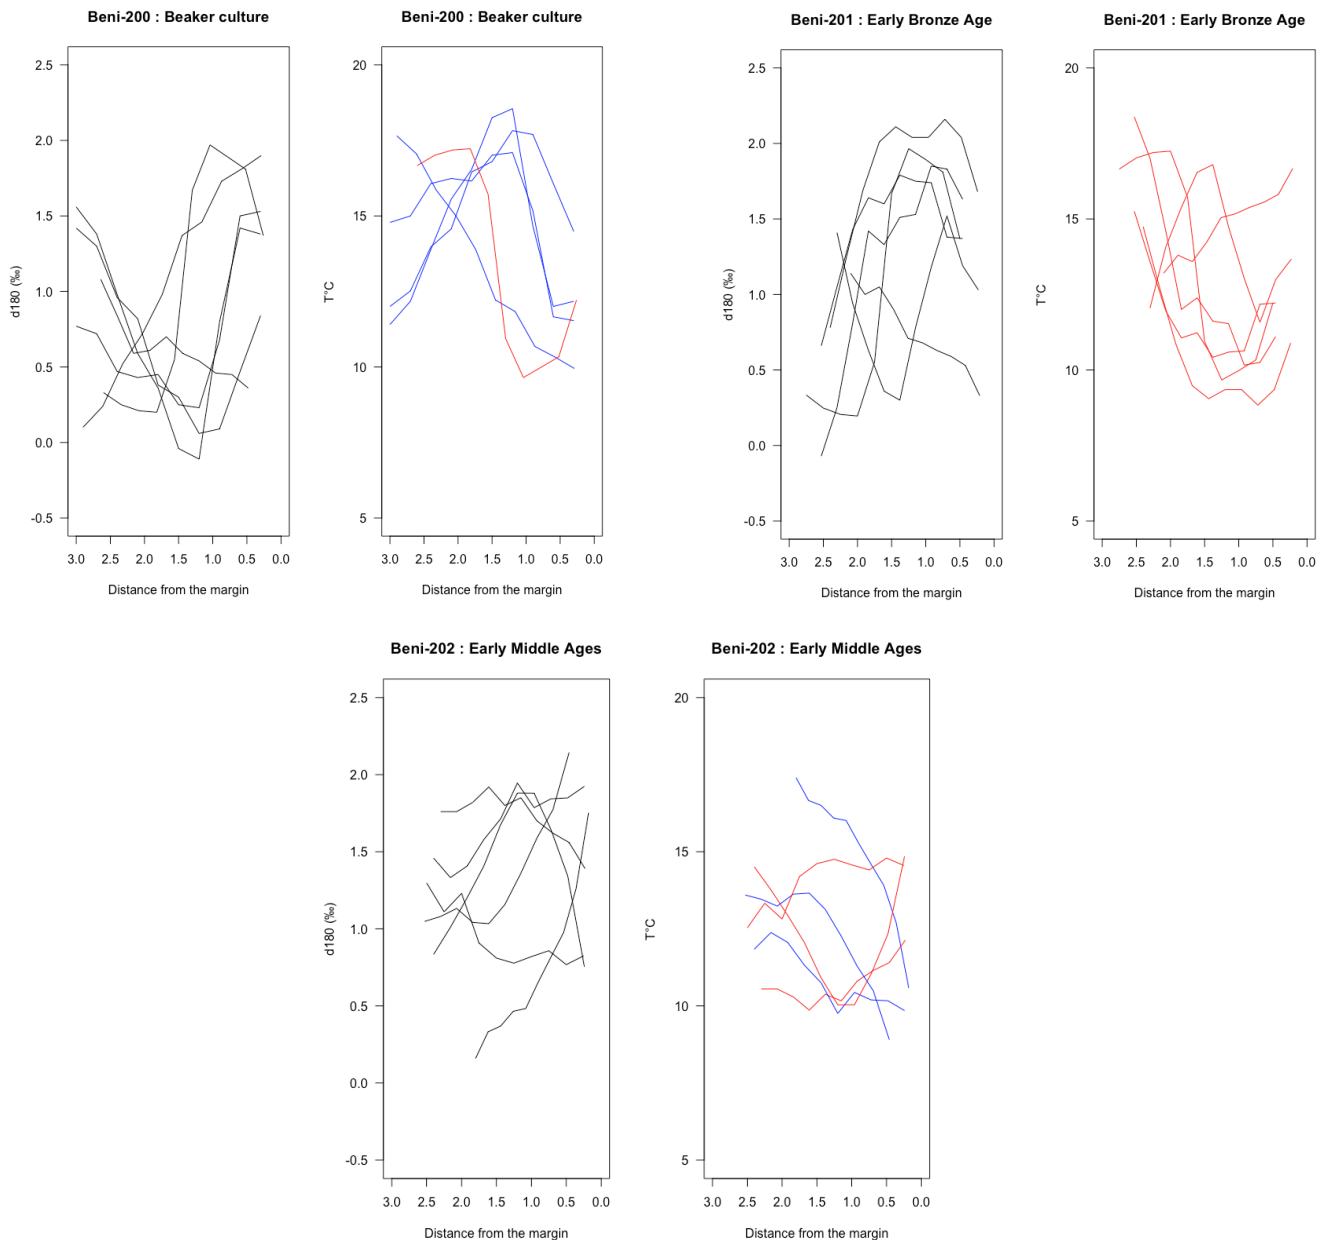 Beni-200 : Beaker culture
2.5
2.0
1.5
1.0
0.5
0.0
-0.5
d180 (‰)
3.0 2.5 2.0 1.5 1.0 0.5 0.0
Distance from the margin
Beni-200 : Beaker culture
20
15
10
5
T°C
3.0 2.5 2.0 1.5 1.0 0.5 0.0
Distance from the margin
Beni-201 : Early Bronze Age
2.5
2.0
1.5
1.0
0.5
0.0
-0.5
d180 (‰)
3.0 2.5 2.0 1.5 1.0 0.5 0.0
Distance from the margin
Beni-201 : Early Bronze Age
20
15
10
5
T°C
3.0 2.5 2.0 1.5 1.0 0.5 0.0
Distance from the margin
Beni-202 : Early Middle Ages
2.5
2.0
1.5
1.0
0.5
0.0
-0.5
d180 (‰)
3.0 2.5 2.0 1.5 1.0 0.5 0.0
Distance from the margin
Beni-202 : Early Middle Ages
20
15
10
5
T°C
3.0 2.5 2.0 1.5 1.0 0.5 0.0
Distance from the margin